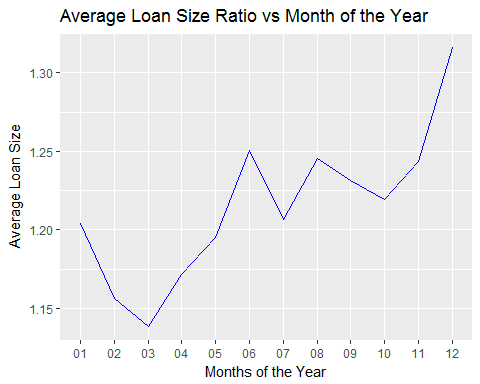 Average Loan Size Ratio vs Month of the Year
Average Loan Size
1.30
1.25
1.20
1.15
01 02 03 04 05 06 07 08 09 10 11 12
Months of the Year